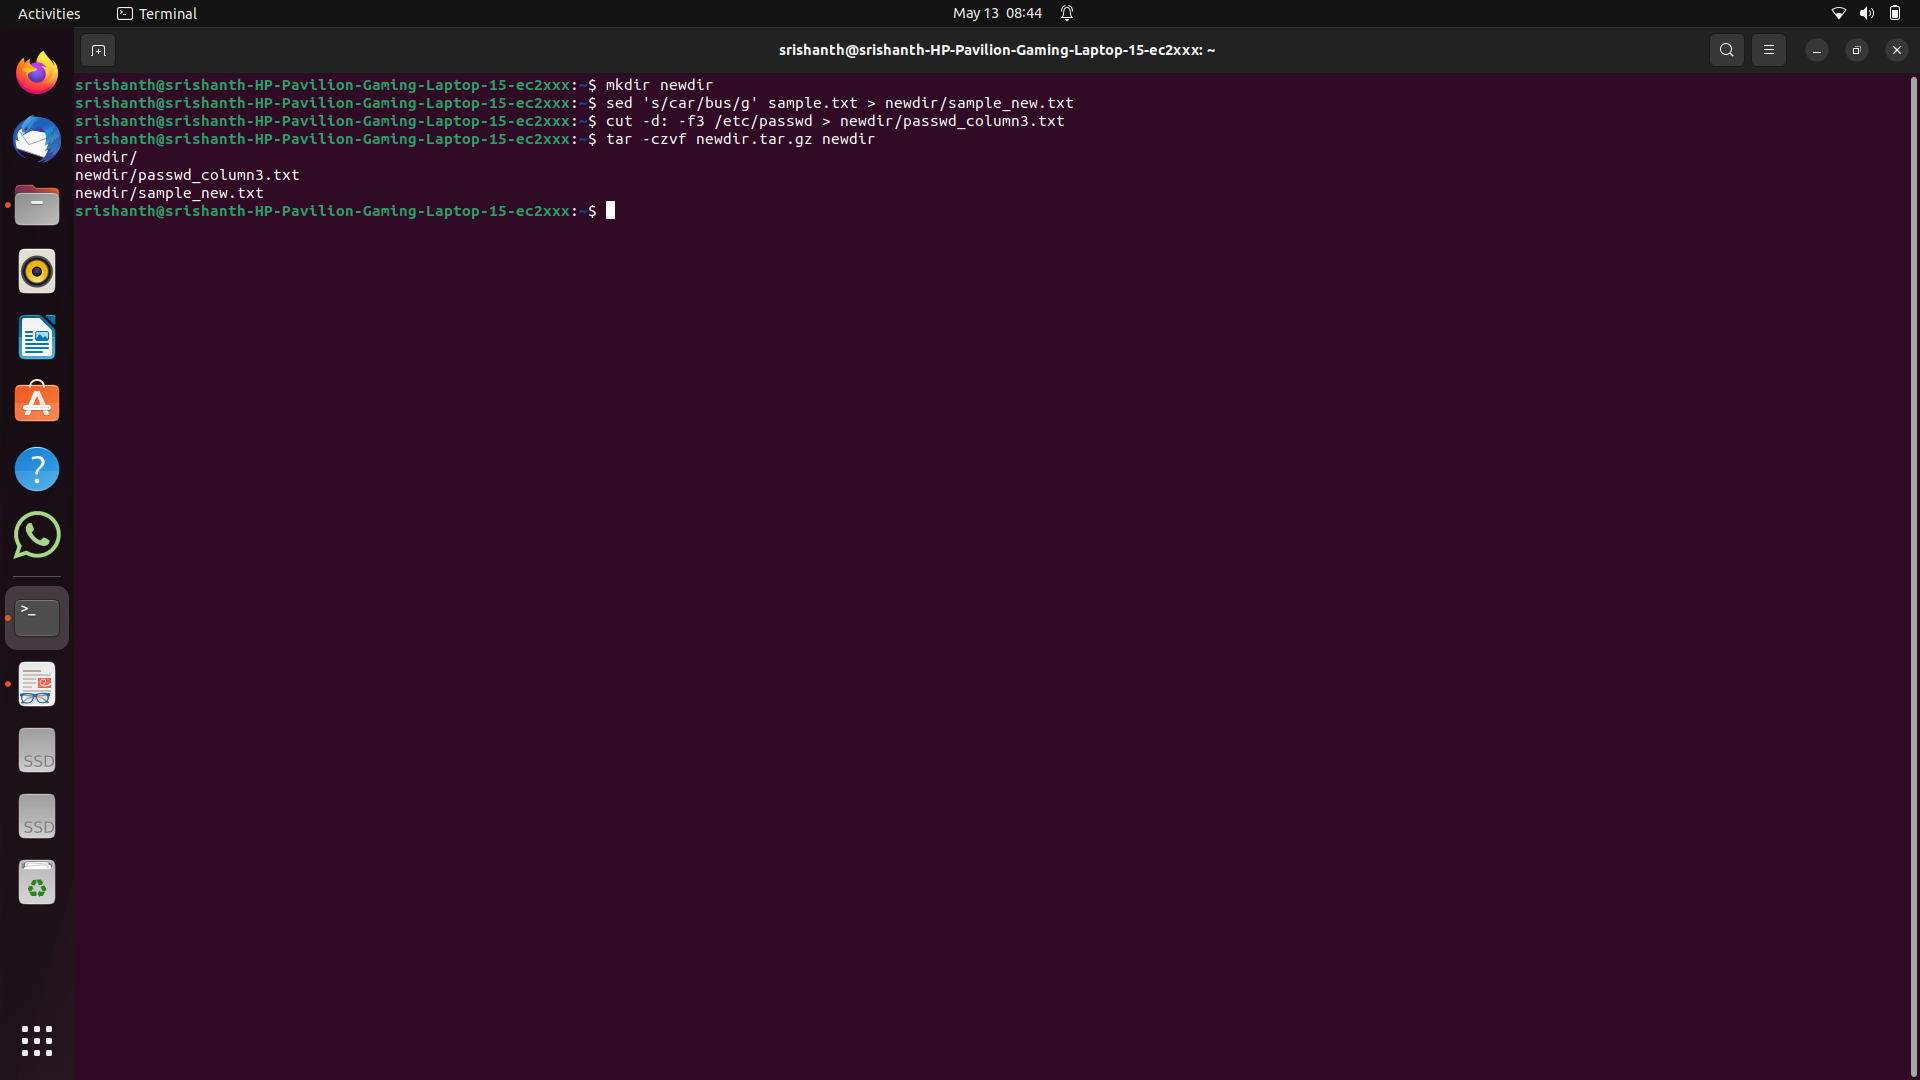 Activities Terminal May 13 08:44
srishanth@srishanth-HP-Pavilion-Gaming-Laptop-15-ec2xxx: ~
srishanth@srishanth-HP-Pavilion-Gaming-Laptop-15-ec2xxx:~$ mkdir newdir
srishanth@srishanth-HP-Pavilion-Gaming-Laptop-15-ec2xxx:~$ sed 's/car/bus/g' sample.txt > newdir/sample_new.txt
srishanth@srishanth-HP-Pavilion-Gaming-Laptop-15-ec2xxx:~$ cut -d: -f3 /etc/passwd > newdir/passwd_column3.txt
srishanth@srishanth-HP-Pavilion-Gaming-Laptop-15-ec2xxx:~$ tar -czvf newdir.tar.gz newdir
newdir/
newdir/passwd_column3.txt
newdir/sample_new.txt
srishanth@srishanth-HP-Pavilion-Gaming-Laptop-15-ec2xxx:~$
?
>_
SSD
SSD